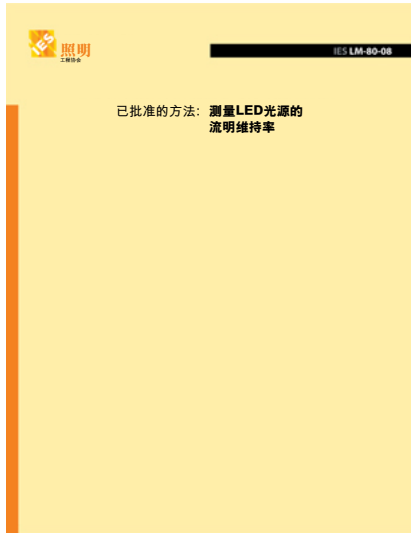 IES 照明
工程协会
IES LM-80-08
已批准的方法: 测量LED光源的
流明维持率